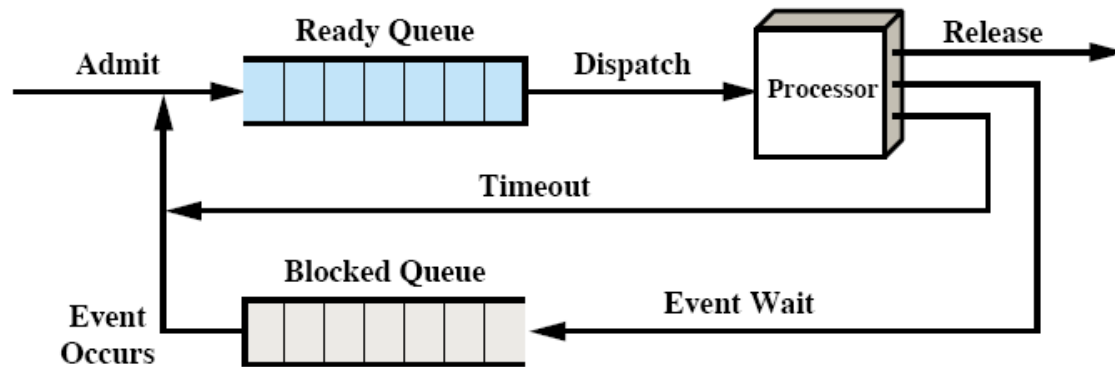 Ready Queue
Release
Admit
Dispatch
Processor
Timeout
Blocked Queue
Event Wait
Event
Occurs